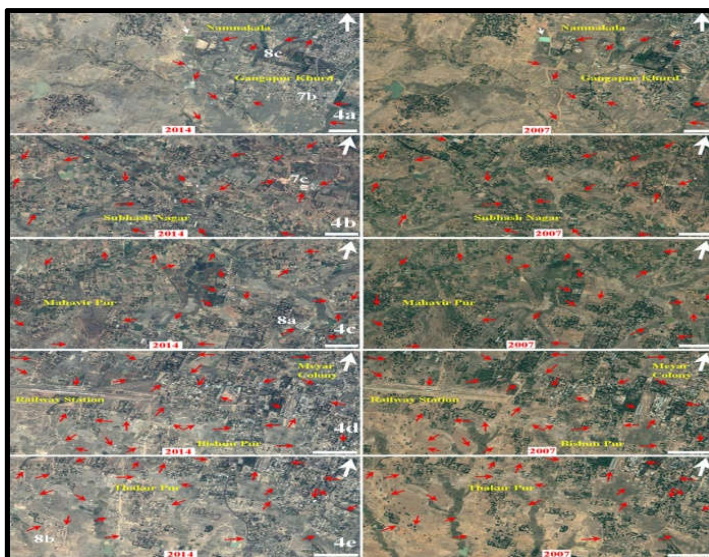 Namnakala
8c
Gangapur Khurd
7b
4a
2014
Namnakala
Gangapur Khurd
2007
7c
Subhash Nagar
4b
2014
Subhash Nagar
2007
Mahavir Pur
8a
4c
2014
Mahavir Pur
2007
Meyar
Colony
Railway Station
4d
Bishun Pur
2014
Meyar
Colony
Railway Station
Bishun Pur
2007
Thakur Pur
8b
4e
2014
Thakur Pur
2007